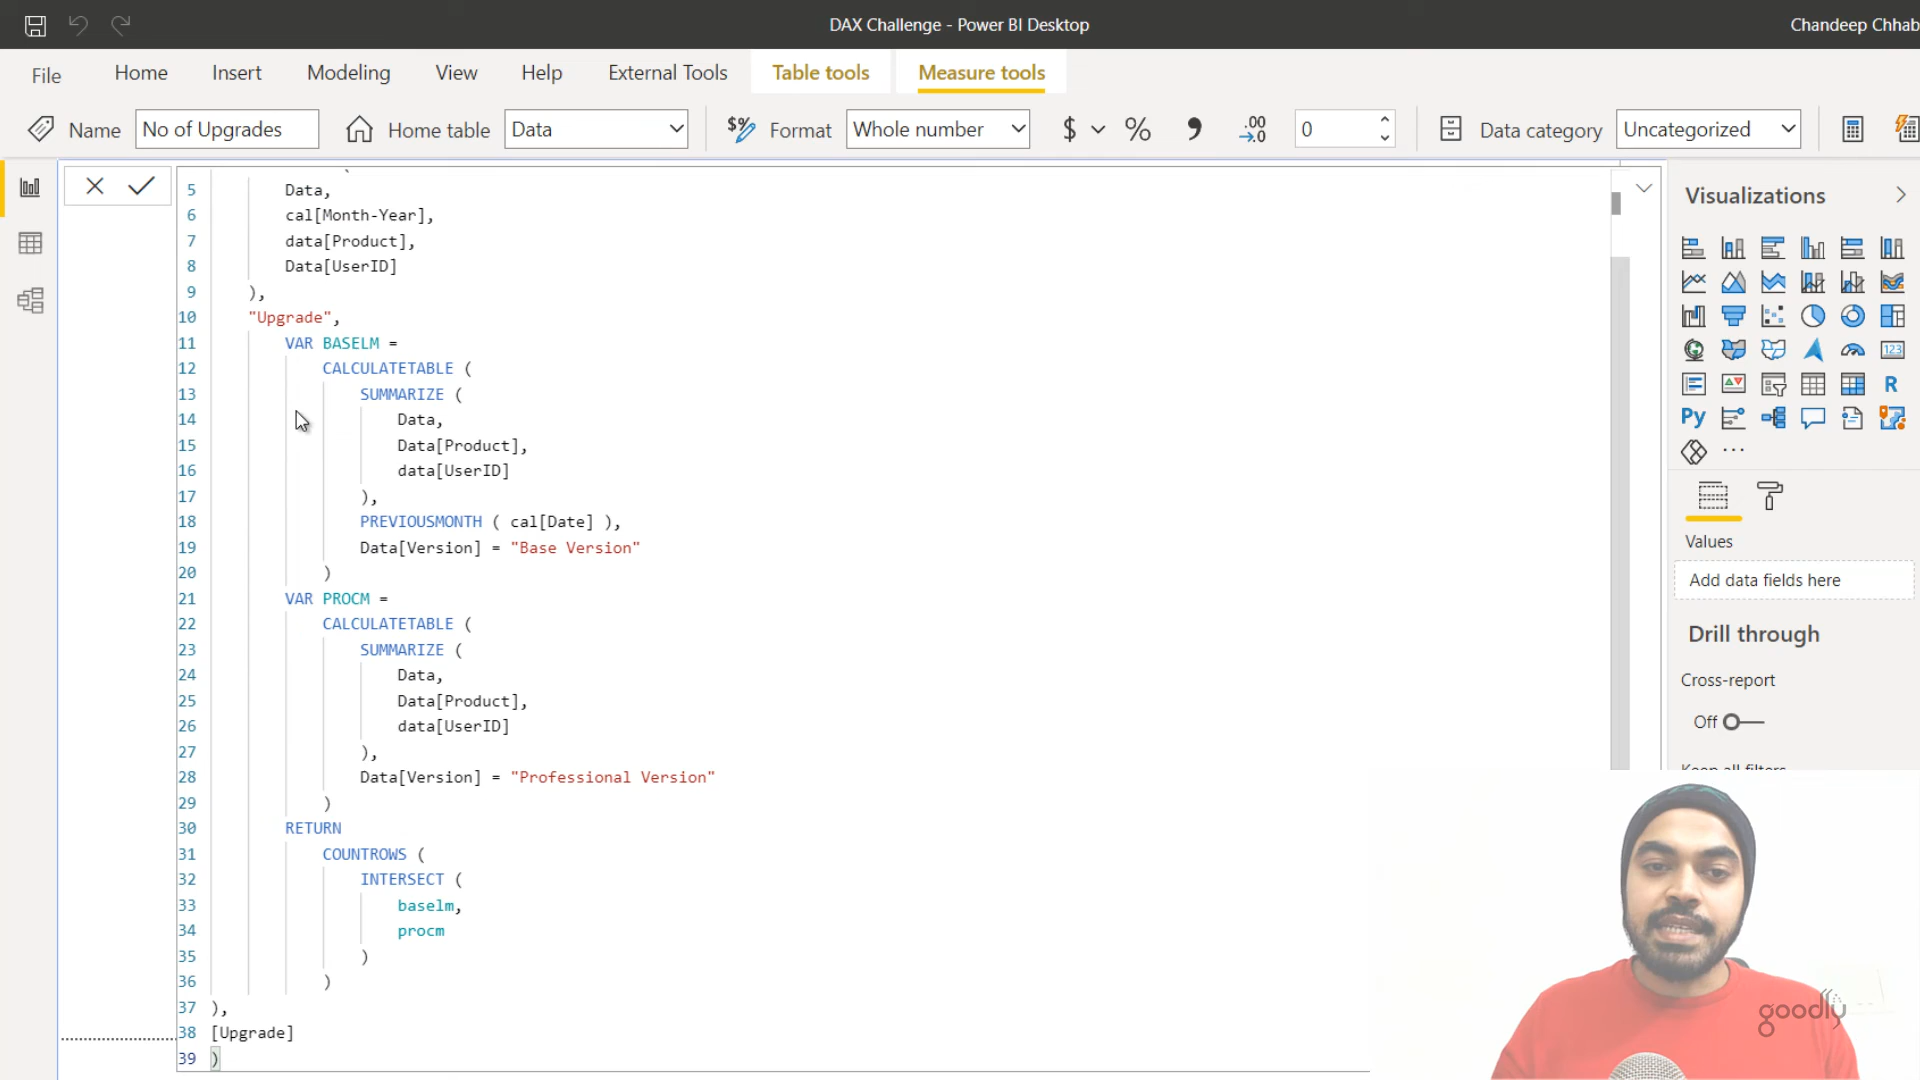 DAX Challenge - Power BI Desktop
Chandeep Chhab
File Home Insert Modeling View Help External Tools Table tools Measure tools
Name No of Upgrades Home table Data Format Whole number $ % 0 Data category Uncategorized
5 Data,
6 cal[Month-Year],
7 data[Product],
8 Data[UserID]
9 ),
10 "Upgrade",
11 VAR BASELM =
12 CALCULATETABLE (
13 SUMMARIZE (
14 Data,
15 Data[Product],
16 data[UserID]
17 ),
18 PREVIOUSMONTH ( cal[Date] ),
19 Data[Version] = "Base Version"
20 )
21 VAR PROCM =
22 CALCULATETABLE (
23 SUMMARIZE (
24 Data,
25 Data[Product],
26 data[UserID]
27 ),
28 Data[Version] = "Professional Version"
29 )
30 RETURN
31 COUNTROWS (
32 INTERSECT (
33 baselm,
34 procm
35 )
36 )
37 ),
38 [Upgrade]
39 )
Visualizations
123
R
Py
Values
Add data fields here
Drill through
Cross-report
Off
Keep all filters
goodly